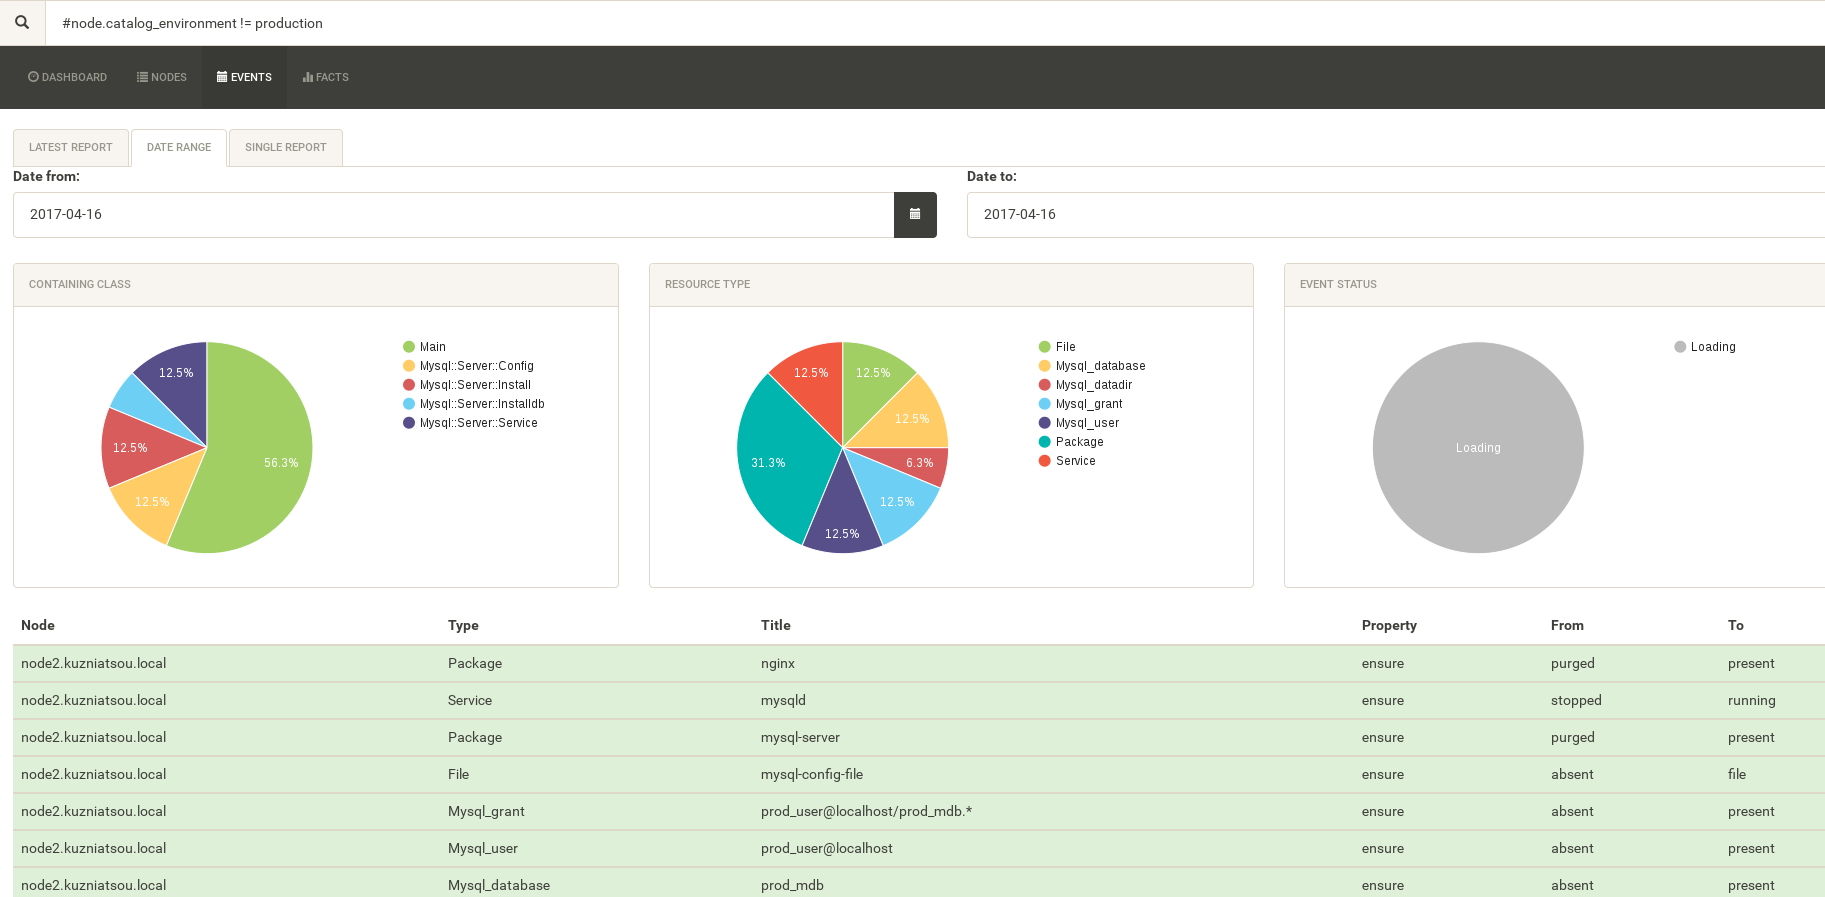 #node.catalog_environment != production
DASHBOARD NODES EVENTS FACTS
LATEST REPORT DATE RANGE SINGLE REPORT
Date from: Date to:
2017-04-16 2017-04-16
CONTAINING CLASS
56.3%
12.5%
12.5%
12.5%
Main
Mysql::Server::Config
Mysql::Server::Install
Mysql::Server::Installdb
Mysql::Server::Service
RESOURCE TYPE
12.5%
12.5%
6.3%
12.5%
12.5%
31.3%
12.5%
File
Mysql_database
Mysql_datadir
Mysql_grant
Mysql_user
Package
Service
EVENT STATUS
Loading
Loading
Node Type Title Property From To
node2.kuzniatsou.local Package nginx ensure purged present
node2.kuzniatsou.local Service mysqld ensure stopped running
node2.kuzniatsou.local Package mysql-server ensure purged present
node2.kuzniatsou.local File mysql-config-file ensure absent file
node2.kuzniatsou.local Mysql_grant prod_user@localhost/prod_mdb.* ensure absent present
node2.kuzniatsou.local Mysql_user prod_user@localhost ensure absent present
node2.kuzniatsou.local Mysql_database prod_mdb ensure absent present